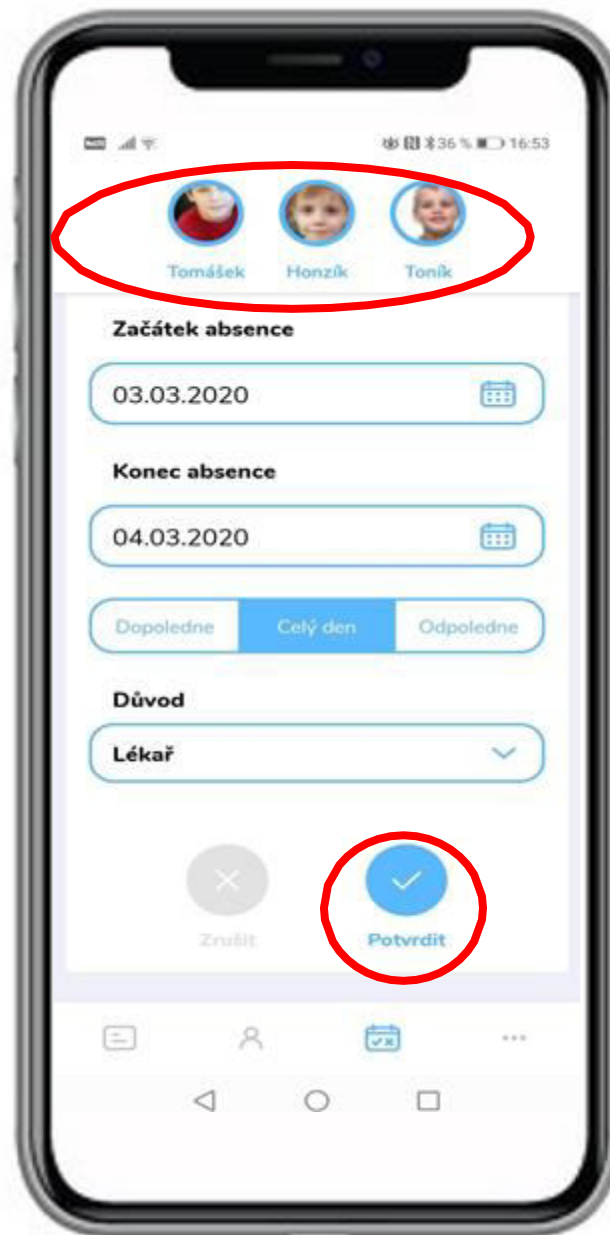 36 % 16:53
Tomášek Honzík Toník
Začátek absence
03.03.2020
Konec absence
04.03.2020
Dopoledne Celý den Odpoledne
Důvod
Lékař
Zrušit Potvrdit